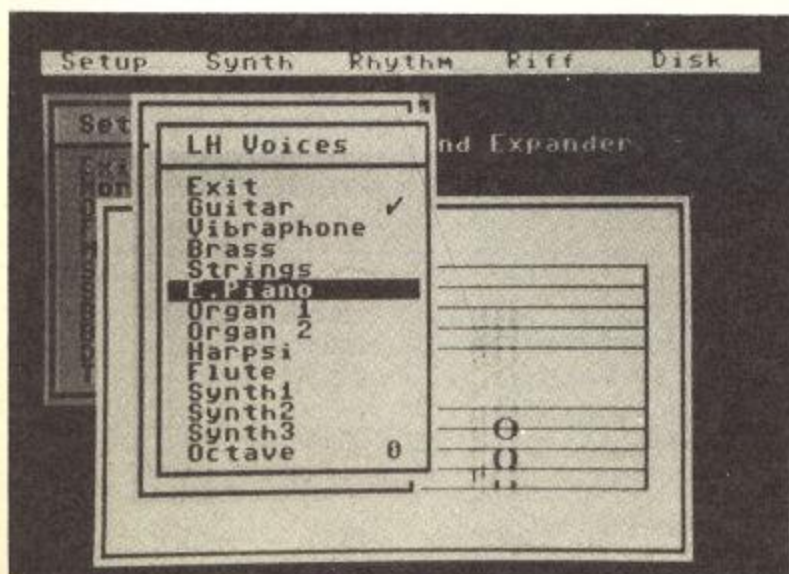 Setup Synth Rhythm Riff Disk
Set
nd Expander
LH Voices
Exit
Guitar ✓
Vibraphone
Brass
Strings
E.Piano
Organ 1
Organ 2
Harpsi
Flute
Synth1
Synth2
Synth3
Octave 0